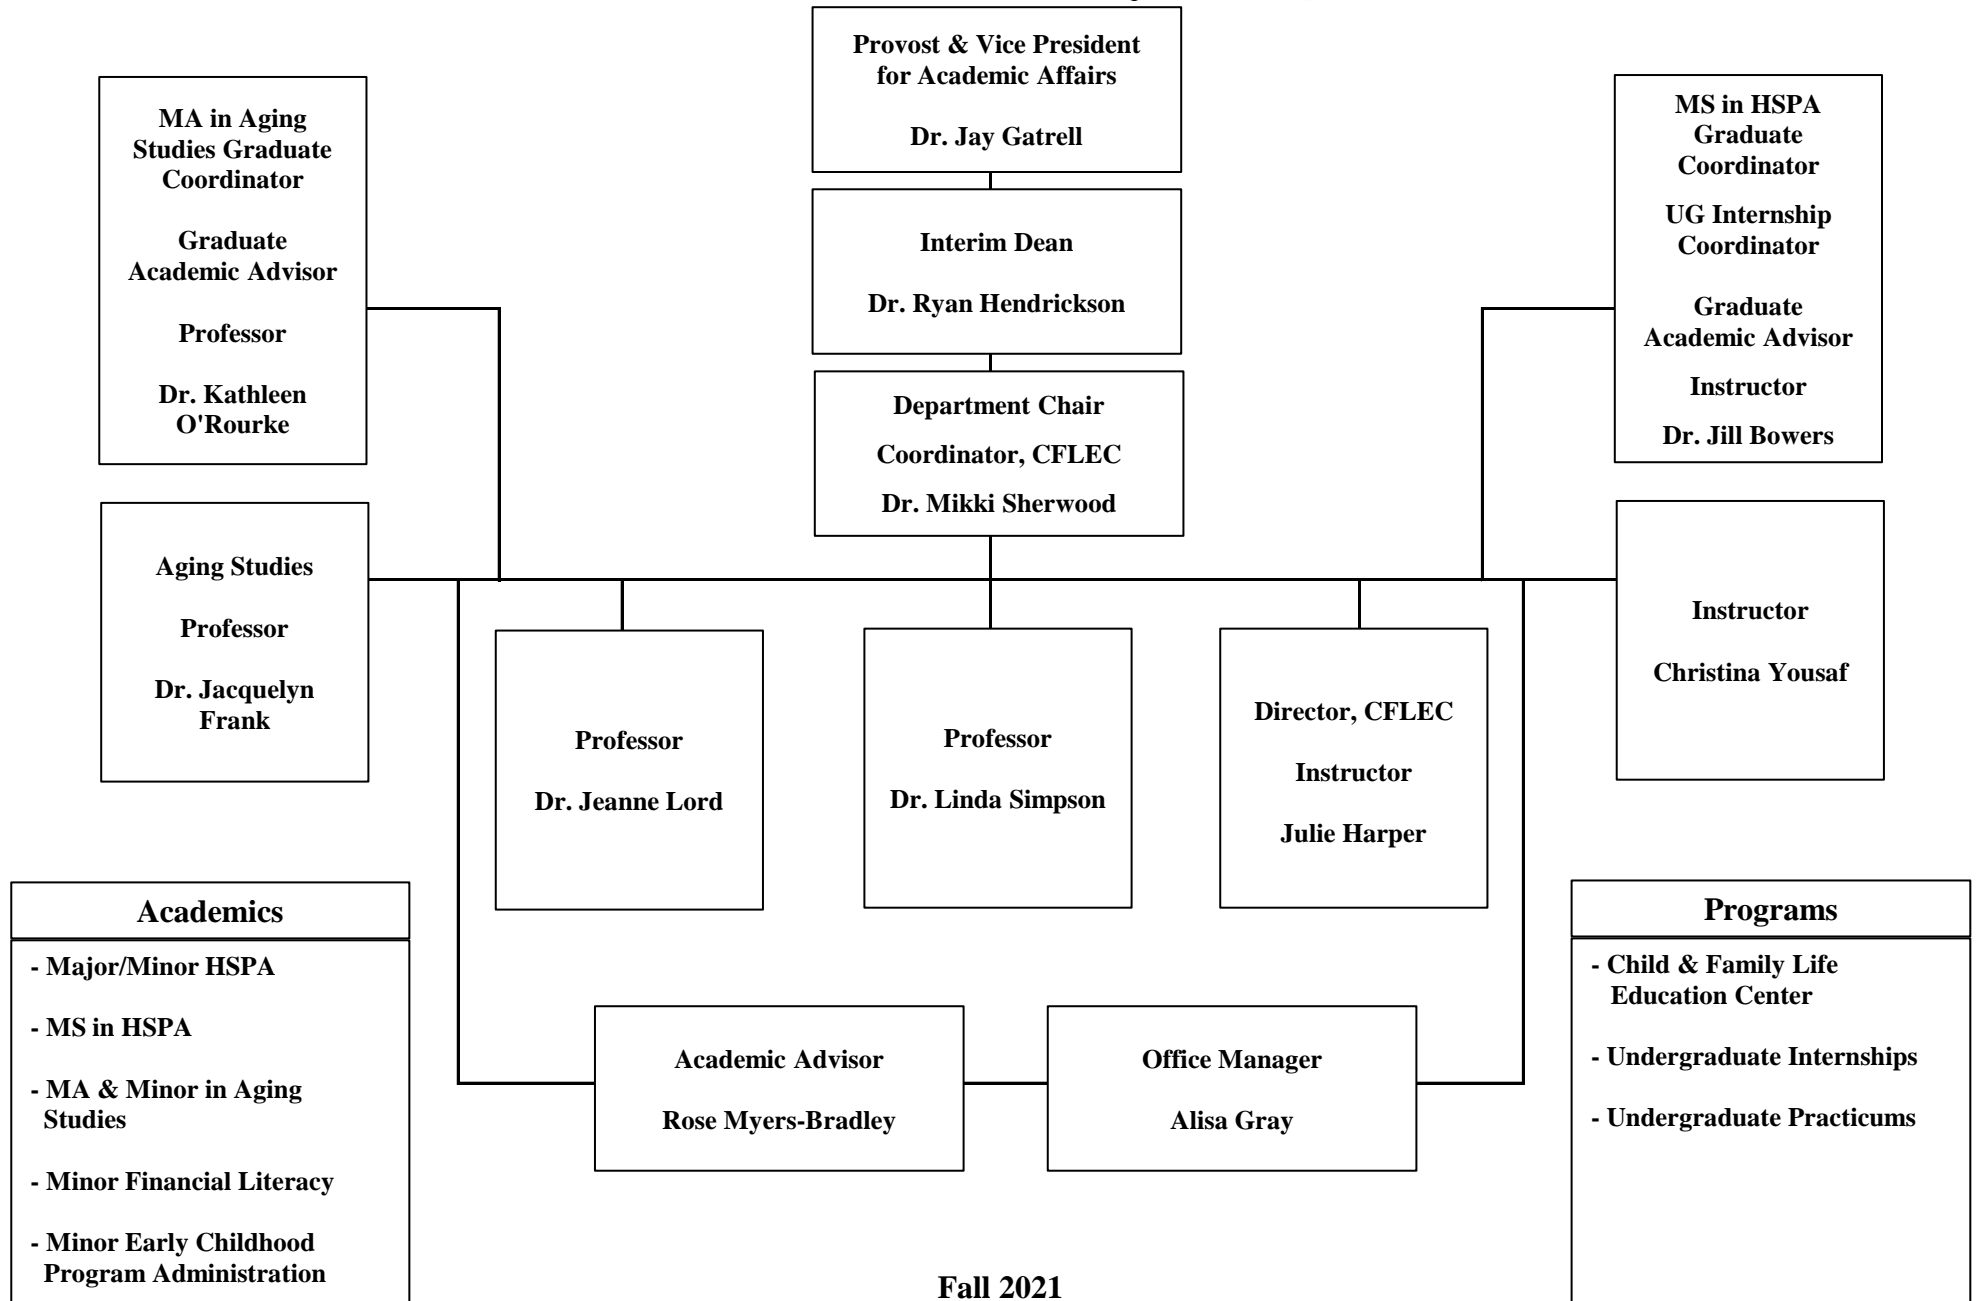 Provost & Vice President
for Academic Affairs
Dr. Jay Gatrell
MA in Aging
Studies Graduate
Coordinator
Graduate
Academic Advisor
Professor
Dr. Kathleen
O'Rourke
MS in HSPA
Graduate
Coordinator
UG Internship
Coordinator
Graduate
Academic Advisor
Instructor
Dr. Jill Bowers
Interim Dean
Dr. Ryan Hendrickson
Department Chair
Coordinator, CFLEC
Dr. Mikki Sherwood
Aging Studies
Professor
Dr. Jacquelyn
Frank
Professor
Dr. Jeanne Lord
Professor
Dr. Linda Simpson
Director, CFLEC
Instructor
Julie Harper
Instructor
Christina Yousaf
Academics
- Major/Minor HSPA
- MS in HSPA
- MA & Minor in Aging
Studies
- Minor Financial Literacy
- Minor Early Childhood
Program Administration
Academic Advisor
Rose Myers-Bradley
Office Manager
Alisa Gray
Programs
- Child & Family Life
Education Center
- Undergraduate Internships
- Undergraduate Practicums
Fall 2021